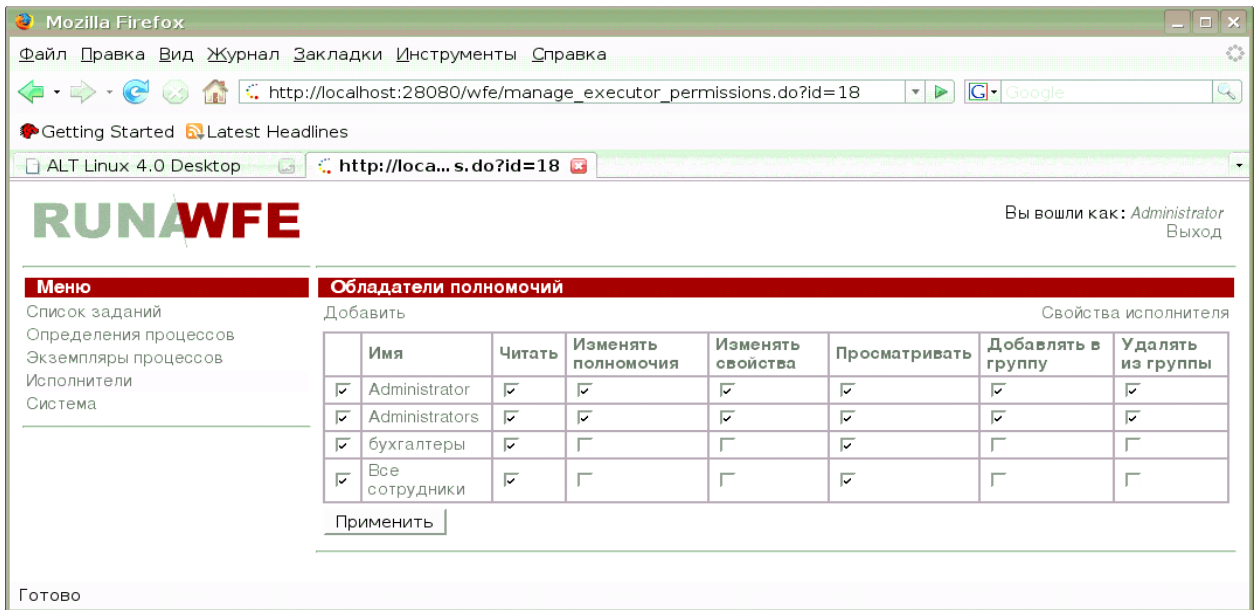 Mozilla Firefox
Файл Правка Вид Журнал Закладки Инструменты Справка
http://localhost:28080/wfe/manage_executor_permissions.do?id=18
G Google
Getting Started Latest Headlines
ALT Linux 4.0 Desktop http://loca... s.do?id=18
RUNAWFE
Вы вошли как: Administrator
Выход
Меню
Список заданий
Определения процессов
Экземпляры процессов
Исполнители
Система
Обладатели полномочий
Добавить Свойства исполнителя
Имя Читать Изменять полномочия Изменять свойства Просматривать Добавлять в группу Удалять из группы
Administrator
Administrators
бухгалтеры
Все
сотрудники
Применить
Готово